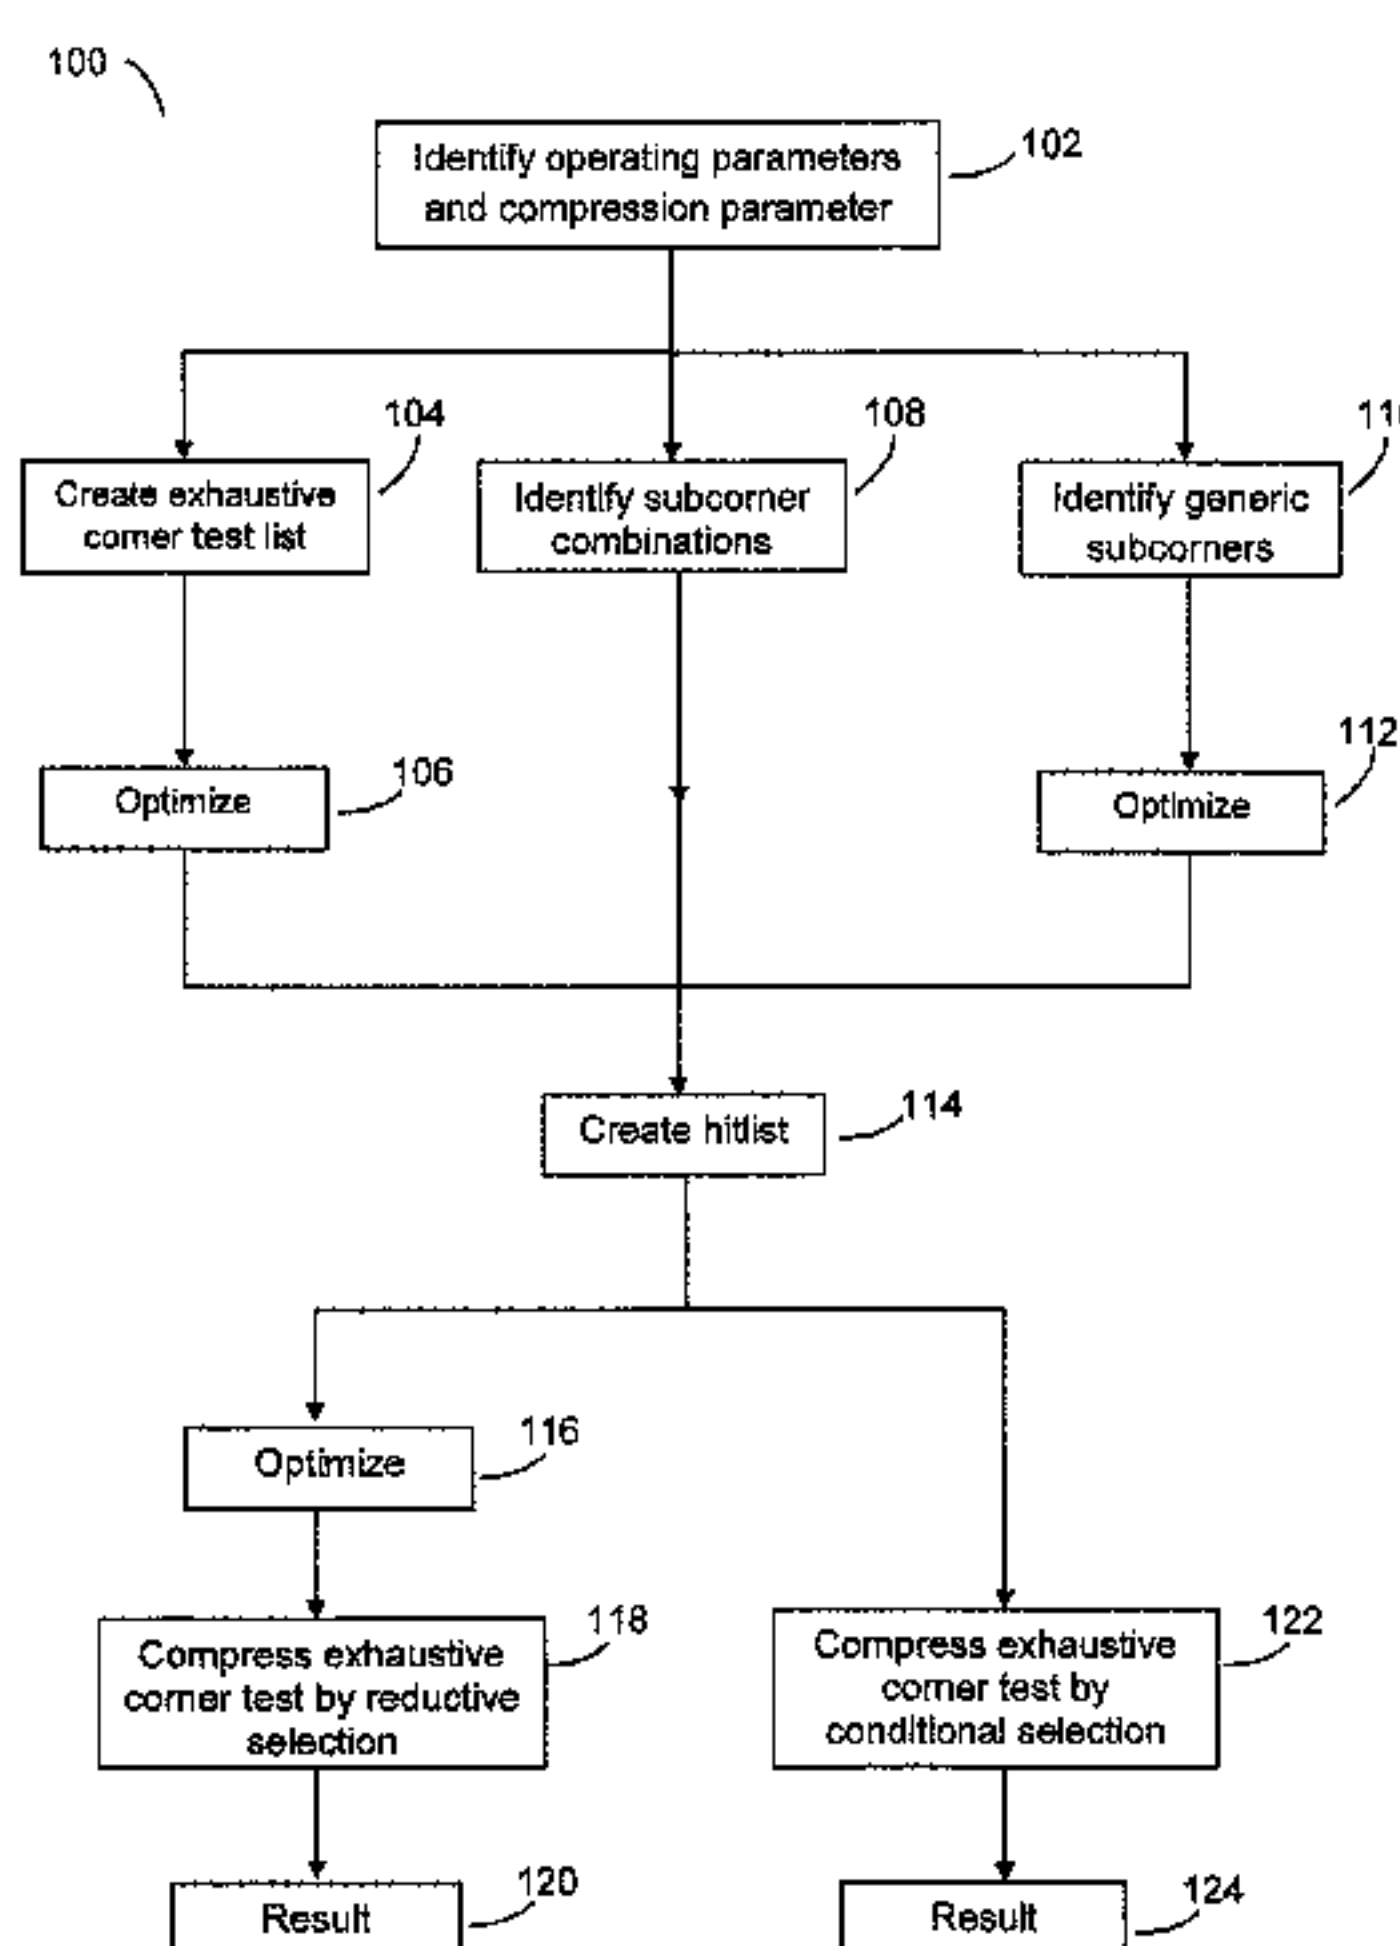 100
Identify operating parameters
and compression parameter
102
104
108
Create exhaustive
corner test list
Identify subcorner
combinations
Identify generic
subcorners
106
112
Optimize
Optimize
Create hitlist
114
116
Optimize
118
122
Compress exhaustive
corner test by reductive
selection
Compress exhaustive
corner test by
conditional selection
120
124
Result
Result